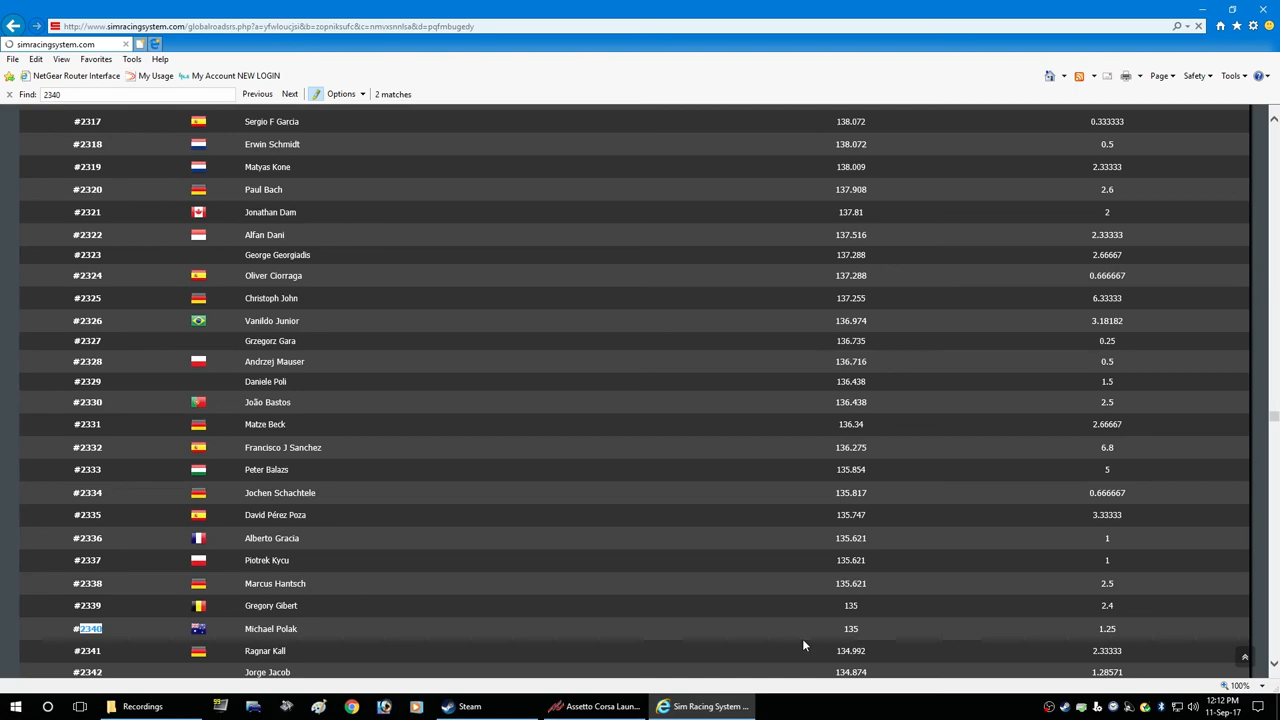 http://www.simracingsystem.com/globalroadsrs.php?a=yfwloucjsi&b=zopniksufc&c=nmvxsnnlsa&d=pqfmbugedy
simracingsystem.com
File Edit View Favorites Tools Help
NetGear Router Interface My Usage My Account NEW LOGIN Page Safety Tools
Find: 2340 Previous Next Options 2 matches
#2317 Sergio F Garcia 138.072 0.333333
#2318 Erwin Schmidt 138.072 0.5
#2319 Matyas Kone 138.009 2.33333
#2320 Paul Bach 137.908 2.6
#2321 Jonathan Dam 137.81 2
#2322 Alfan Dani 137.516 2.33333
#2323 George Georgiadis 137.288 2.66667
#2324 Oliver Ciorraga 137.288 0.666667
#2325 Christoph John 137.255 6.33333
#2326 Vanildo Junior 136.974 3.18182
#2327 Grzegorz Gara 136.735 0.25
#2328 Andrzej Mauser 136.716 0.5
#2329 Daniele Poli 136.438 1.5
#2330 João Bastos 136.438 2.5
#2331 Matze Beck 136.34 2.66667
#2332 Francisco J Sanchez 136.275 6.8
#2333 Peter Balazs 135.854 5
#2334 Jochen Schachtele 135.817 0.666667
#2335 David Pérez Poza 135.747 3.33333
#2336 Alberto Gracia 135.621 1
#2337 Piotrek Kycu 135.621 1
#2338 Marcus Hantsch 135.621 2.5
#2339 Gregory Gibert 135 2.4
#2340 Michael Polak 135 1.25
#2341 Ragnar Kall 134.992 2.33333
#2342 Jorge Jacob 134.874 1.28571
100%
Recordings Steam Assetto Corsa Laun... Sim Racing System ... 12:12 PM
11-Sep-17